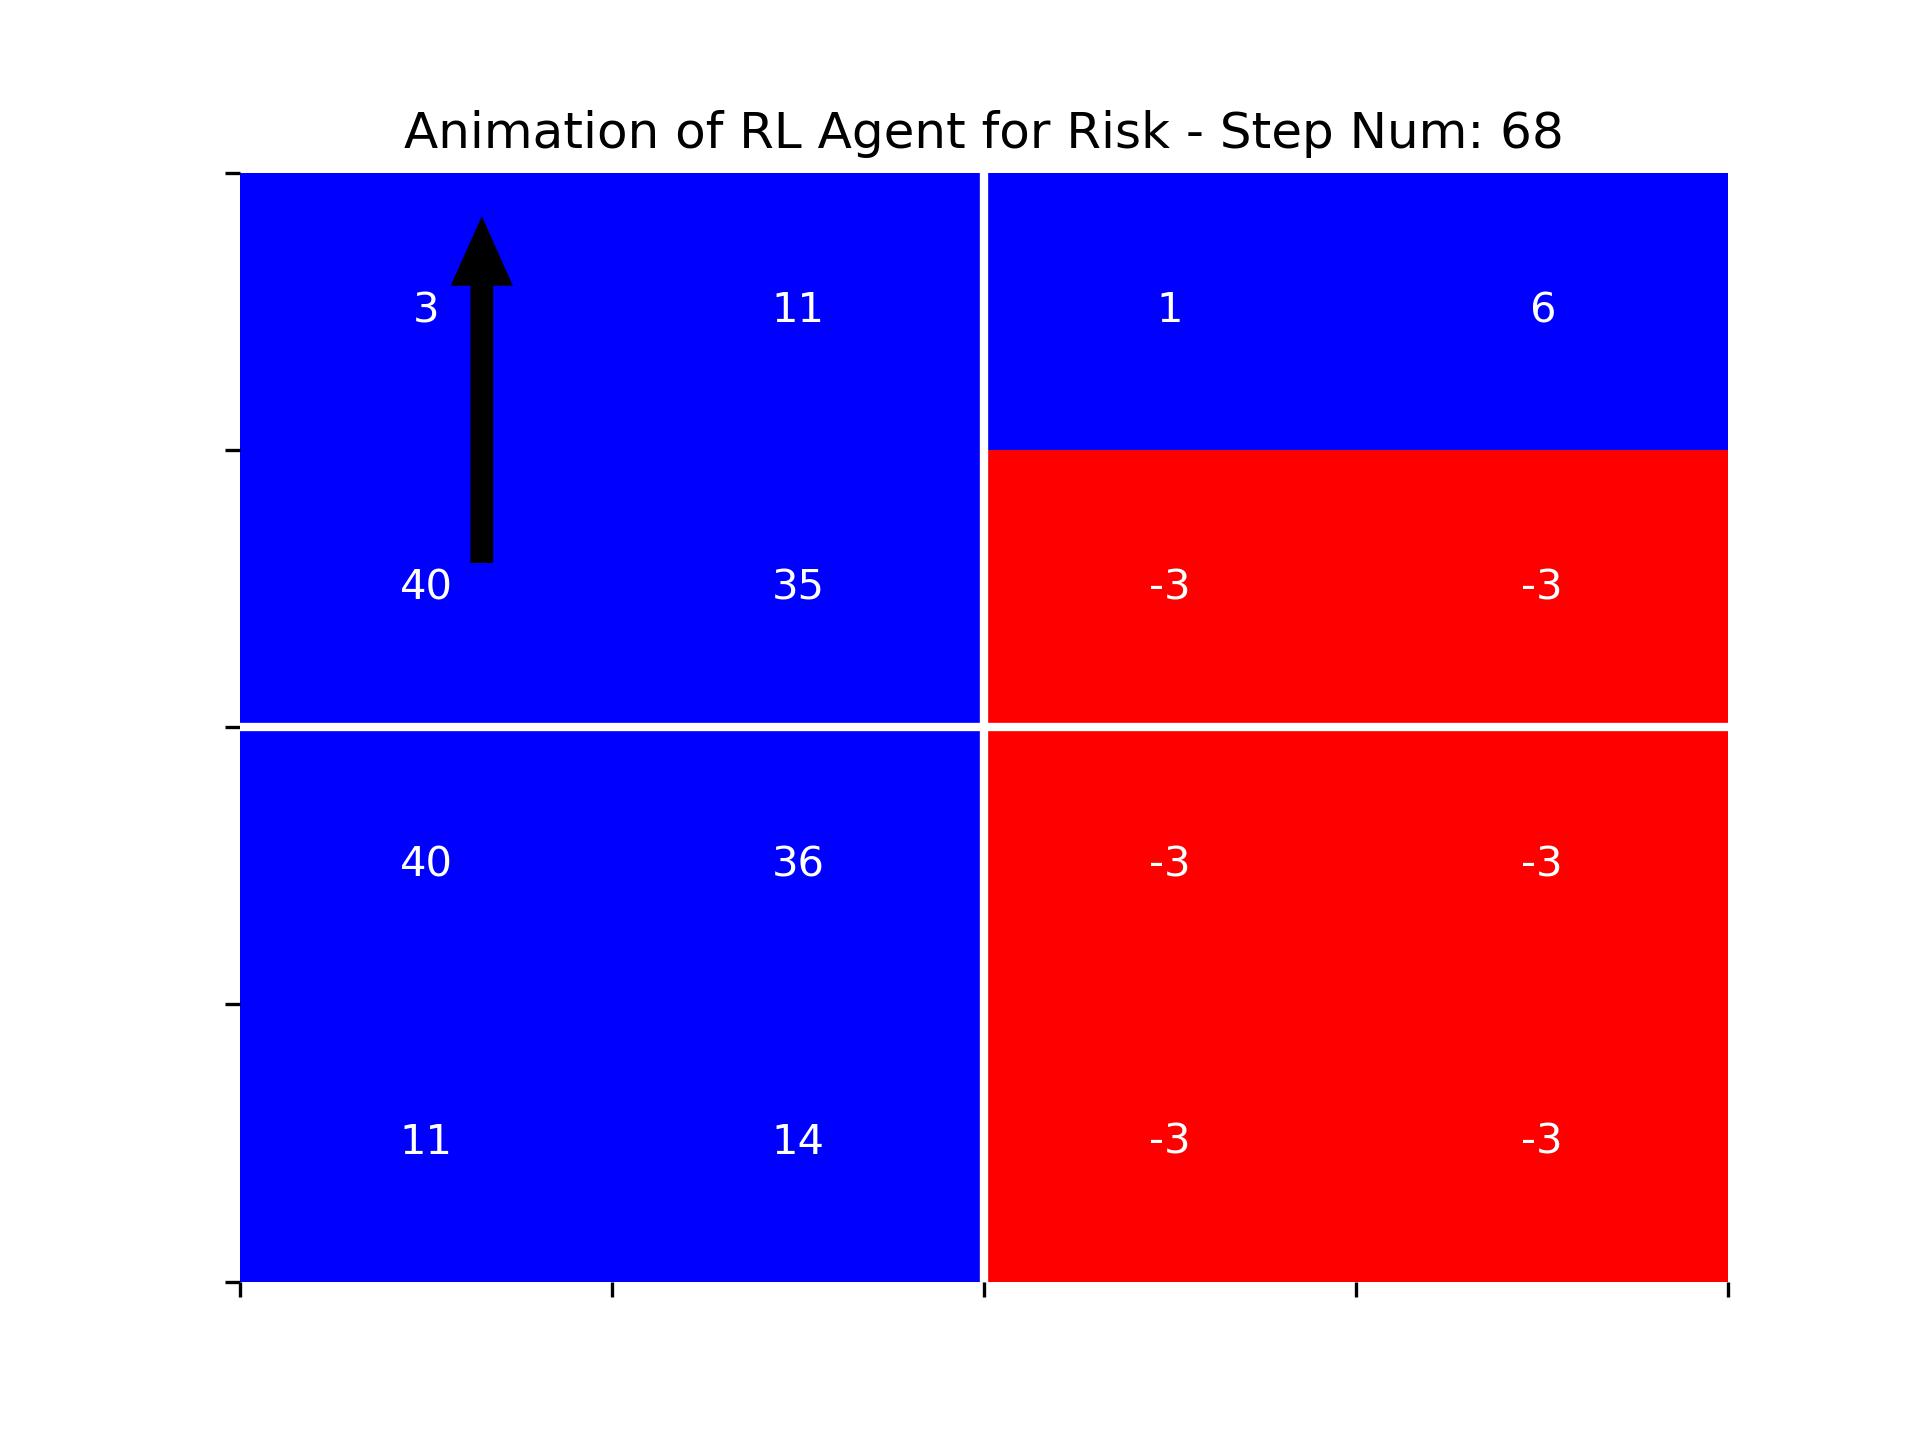 Animation of RL Agent for Risk - Step Num: 68
3 11 1 6
40 35 -3 -3
40 36 -3 -3
11 14 -3 -3